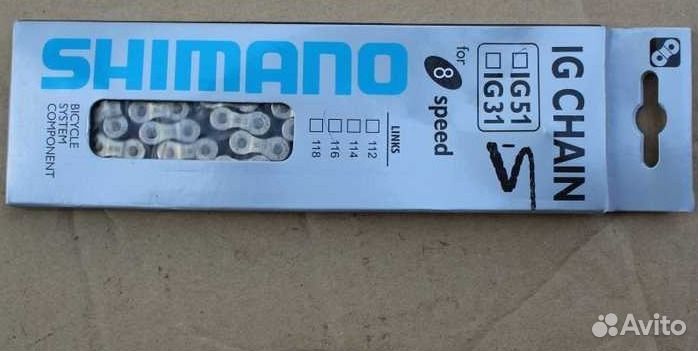 SHIMANO
BICYCLE
SYSTEM
COMPONENT
LINKS
112
114
116
118
for 8 speed
IG51
IG31
IG CHAIN
Avito